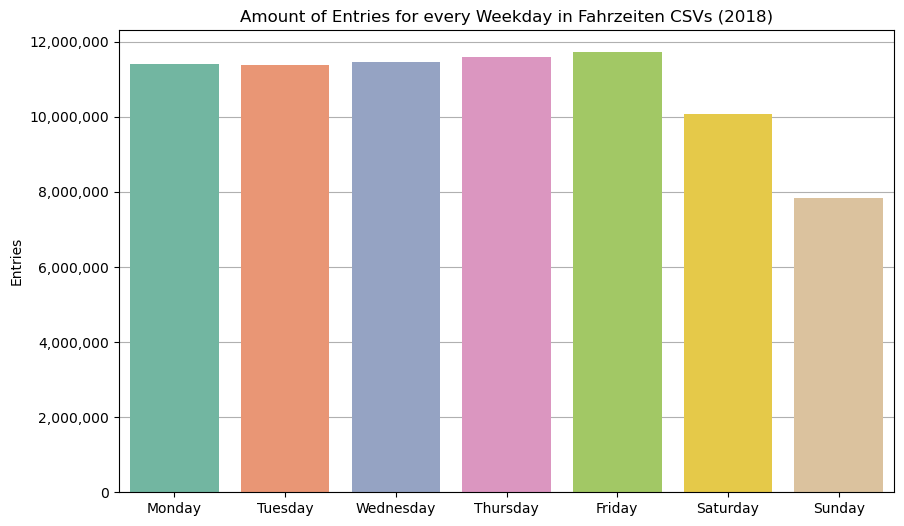 Amount of Entries for every Weekday in Fahrzeiten CSVs (2018)
12,000,000
10,000,000
8,000,000
6,000,000
4,000,000
2,000,000
0
Entries
Monday Tuesday Wednesday Thursday Friday Saturday Sunday